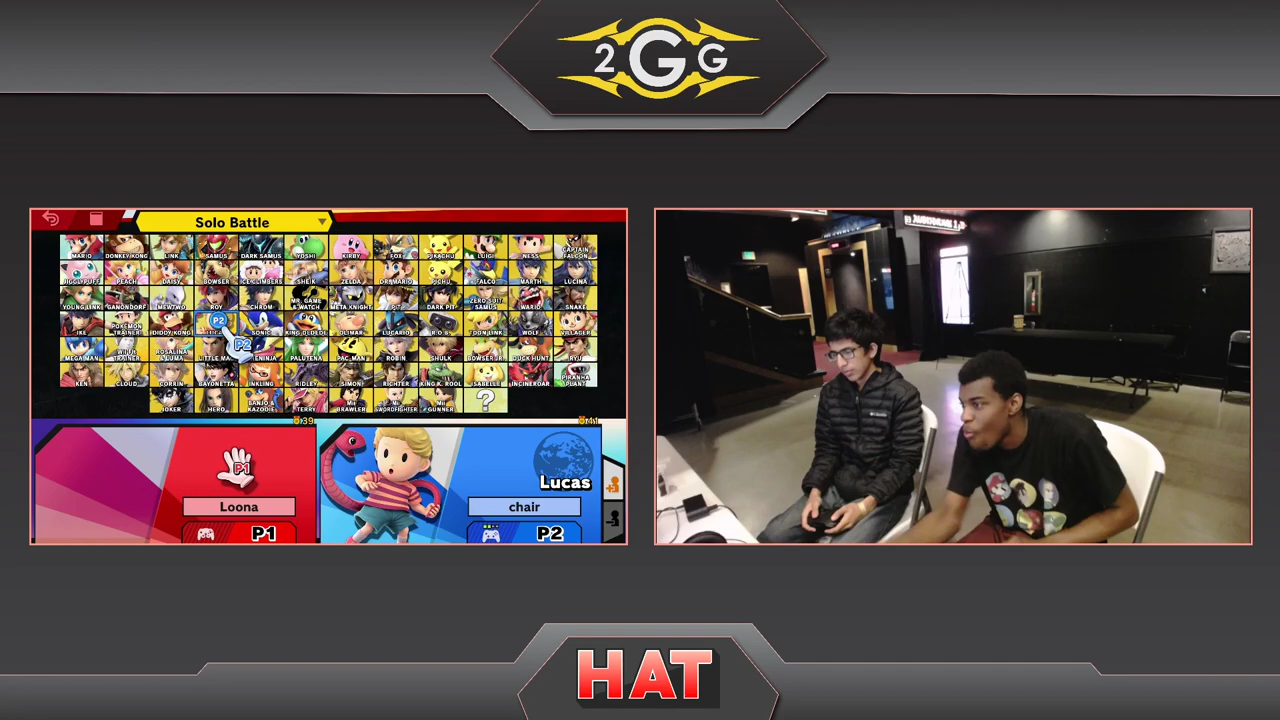 2GG
Solo Battle
MARIO DONKEY KONG LINK SAMUS DARK SAMUS YOSHI KIRBY FOX PIKACHU LUIGI NESS CAPTAIN FALCON
JIGGLYPUFF PEACH DAISY BOWSER ICE CLIMBERS SHEIK ZELDA DR. MARIO PICHU FALCO MARTH LUCINA
YOUNG LINK GANONDORF MEWTWO ROY CHROM MR. GAME & WATCH META KNIGHT PIT DARK PIT ZERO SUIT SAMUS WARIO SNAKE
IKE POKÉMON TRAINER DIDDY KONG P2 SONIC KING DEDEDE OLIMAR LUCARIO R.O.B. TOON LINK WOLF VILLAGER
MEGA MAN WII FIT TRAINER ROSALINA & LUMA LITTLE MA P2 ENINJA PALUTENA PAC-MAN ROBIN SHULK BOWSER JR. DUCK HUNT RYU
KEN CLOUD CORRIN BAYONETTA INKLING RIDLEY SIMON RICHTER KING K. ROOL ISABELLE INCINEROAR PIRANHA PLANT
JOKER HERO BANJO & KAZOOIE TERRY Mii BRAWLER Mii SWORDFIGHTER Mii GUNNER ?
39 41
P1
Lucas
Loona chair
P1 P2
HAT